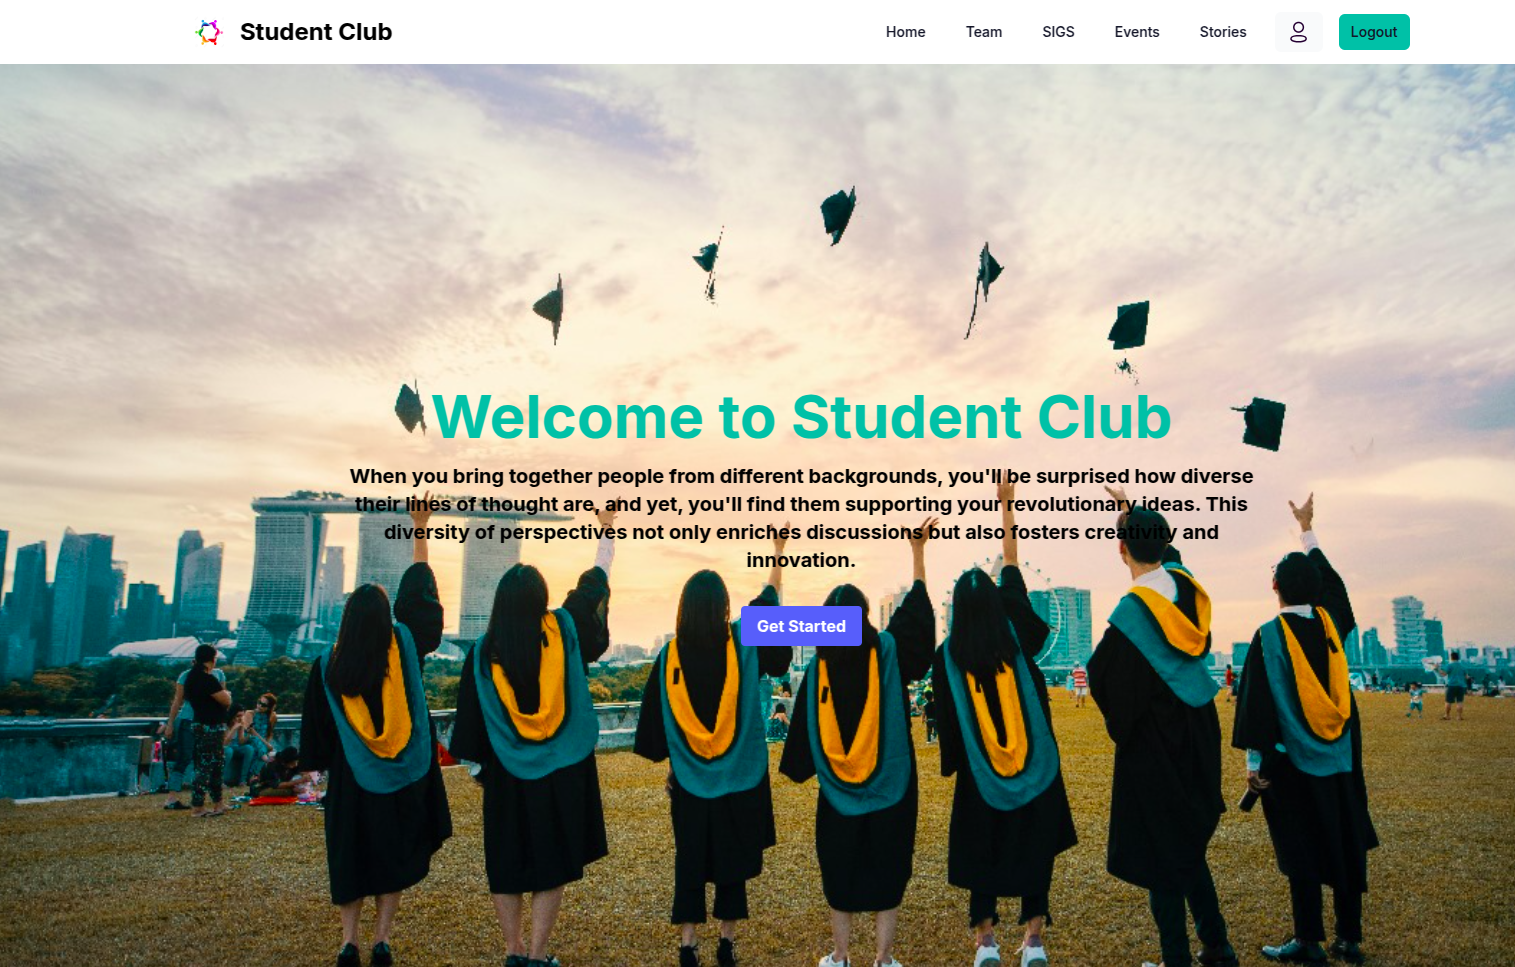 Student Club
Home
Team
SIGS
Events
Stories
Logout
Welcome to Student Club
When you bring together people from different backgrounds, you'll be surprised how diverse
their lines of thought are, and yet, you'll find them supporting your revolutionary ideas. This
diversity of perspectives not only enriches discussions but also fosters creativity and
innovation.
Get Started